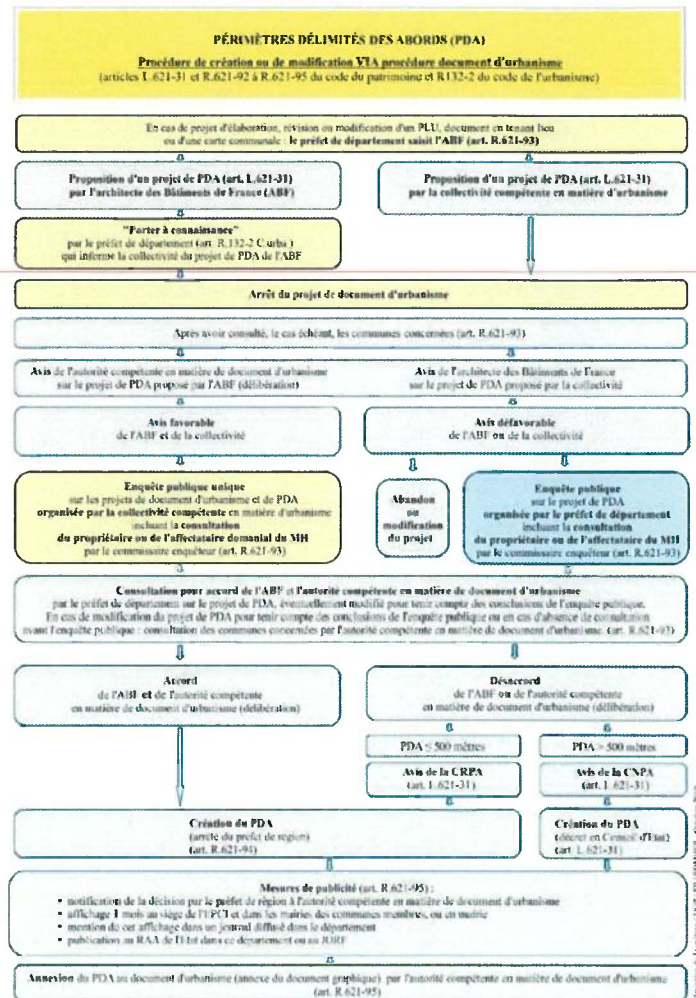 PÉRIMÈTRES DÉLIMITÉS DES ABORDS (PDA)
Procédure de création ou de modification VIA procédure document d'urbanisme
(articles L.621-31 et R.621-92 à R.621-95 du code du patrimoine et R132-2 du code de l'urbanisme)
En cas de projet d'élaboration, révision ou modification d'un PLU, document en tenant lieu
ou d'une carte communale : le préfet de département saisit l'ABF (art. R.621-93)
Proposition d'un projet de PDA (art. L.621-31)
par l'architecte des Bâtiments de France (ABF)
Proposition d'un projet de PDA (art. L.621-31)
par la collectivité compétente en matière d'urbanisme
"Porter à connaissance"
par le préfet de département (art. R.132-2 C urba)
qui informe la collectivité du projet de PDA de l'ABF
Arrêt du projet de document d'urbanisme
Après avoir consulté, le cas échéant, les communes concernées (art. R.621-93)
Avis de l'autorité compétente en matière de document d'urbanisme
sur le projet de PDA proposé par l'ABF (délibération)
Avis de l'architecte des Bâtiments de France
sur le projet de PDA proposé par la collectivité
Avis favorable
de l'ABF et de la collectivité
Avis défavorable
de l'ABF ou de la collectivité
Enquête publique unique
sur les projets de document d'urbanisme et de PDA
organisée par la collectivité compétente en matière d'urbanisme
incluant la consultation
du propriétaire ou de l'affectataire domanial du MH
par le commissaire enquêteur (art. R.621-93)
Abandon
ou
modification
du projet
Enquête publique
sur le projet de PDA
organisée par le préfet de département
incluant la consultation
du propriétaire ou de l'affectataire du MH
par le commissaire enquêteur (art. R.621-93)
Consultation pour accord de l'ABF et l'autorité compétente en matière de document d'urbanisme
par le préfet de département sur le projet de PDA, éventuellement modifié pour tenir compte des conclusions de l'enquête publique.
En cas de modification du projet de PDA pour tenir compte des conclusions de l'enquête publique ou en cas d'absence de consultation
avant l'enquête publique : consultation des communes concernées par l'autorité compétente en matière de document d'urbanisme. (art. R.621-93)
Accord
de l'ABF et de l'autorité compétente
en matière de document d'urbanisme (délibération)
Désaccord
de l'ABF ou de l'autorité compétente
en matière de document d'urbanisme (délibération)
PDA ≤ 500 mètres
PDA > 500 mètres
Avis de la CRPA
(art. L.621-31)
Avis de la CNPA
(art. L.621-31)
Création du PDA
(arrêté du préfet de région)
(art. R.621-94)
Création du PDA
(décret en Conseil d'Etat)
(art. L.621-31)
Mesures de publicité (art. R.621-95) :
• notification de la décision par le préfet de région à l'autorité compétente en matière de document d'urbanisme
• affichage 1 mois au siège de l'EPCI et dans les mairies des communes membres, ou en mairie
• mention de cet affichage dans un journal diffusé dans le département
• publication au RAA de l'Etat dans ce département ou au JORF
Annexion du PDA au document d'urbanisme (annexe du document graphique) par l'autorité compétente en matière de document d'urbanisme
(art. R.621-95)